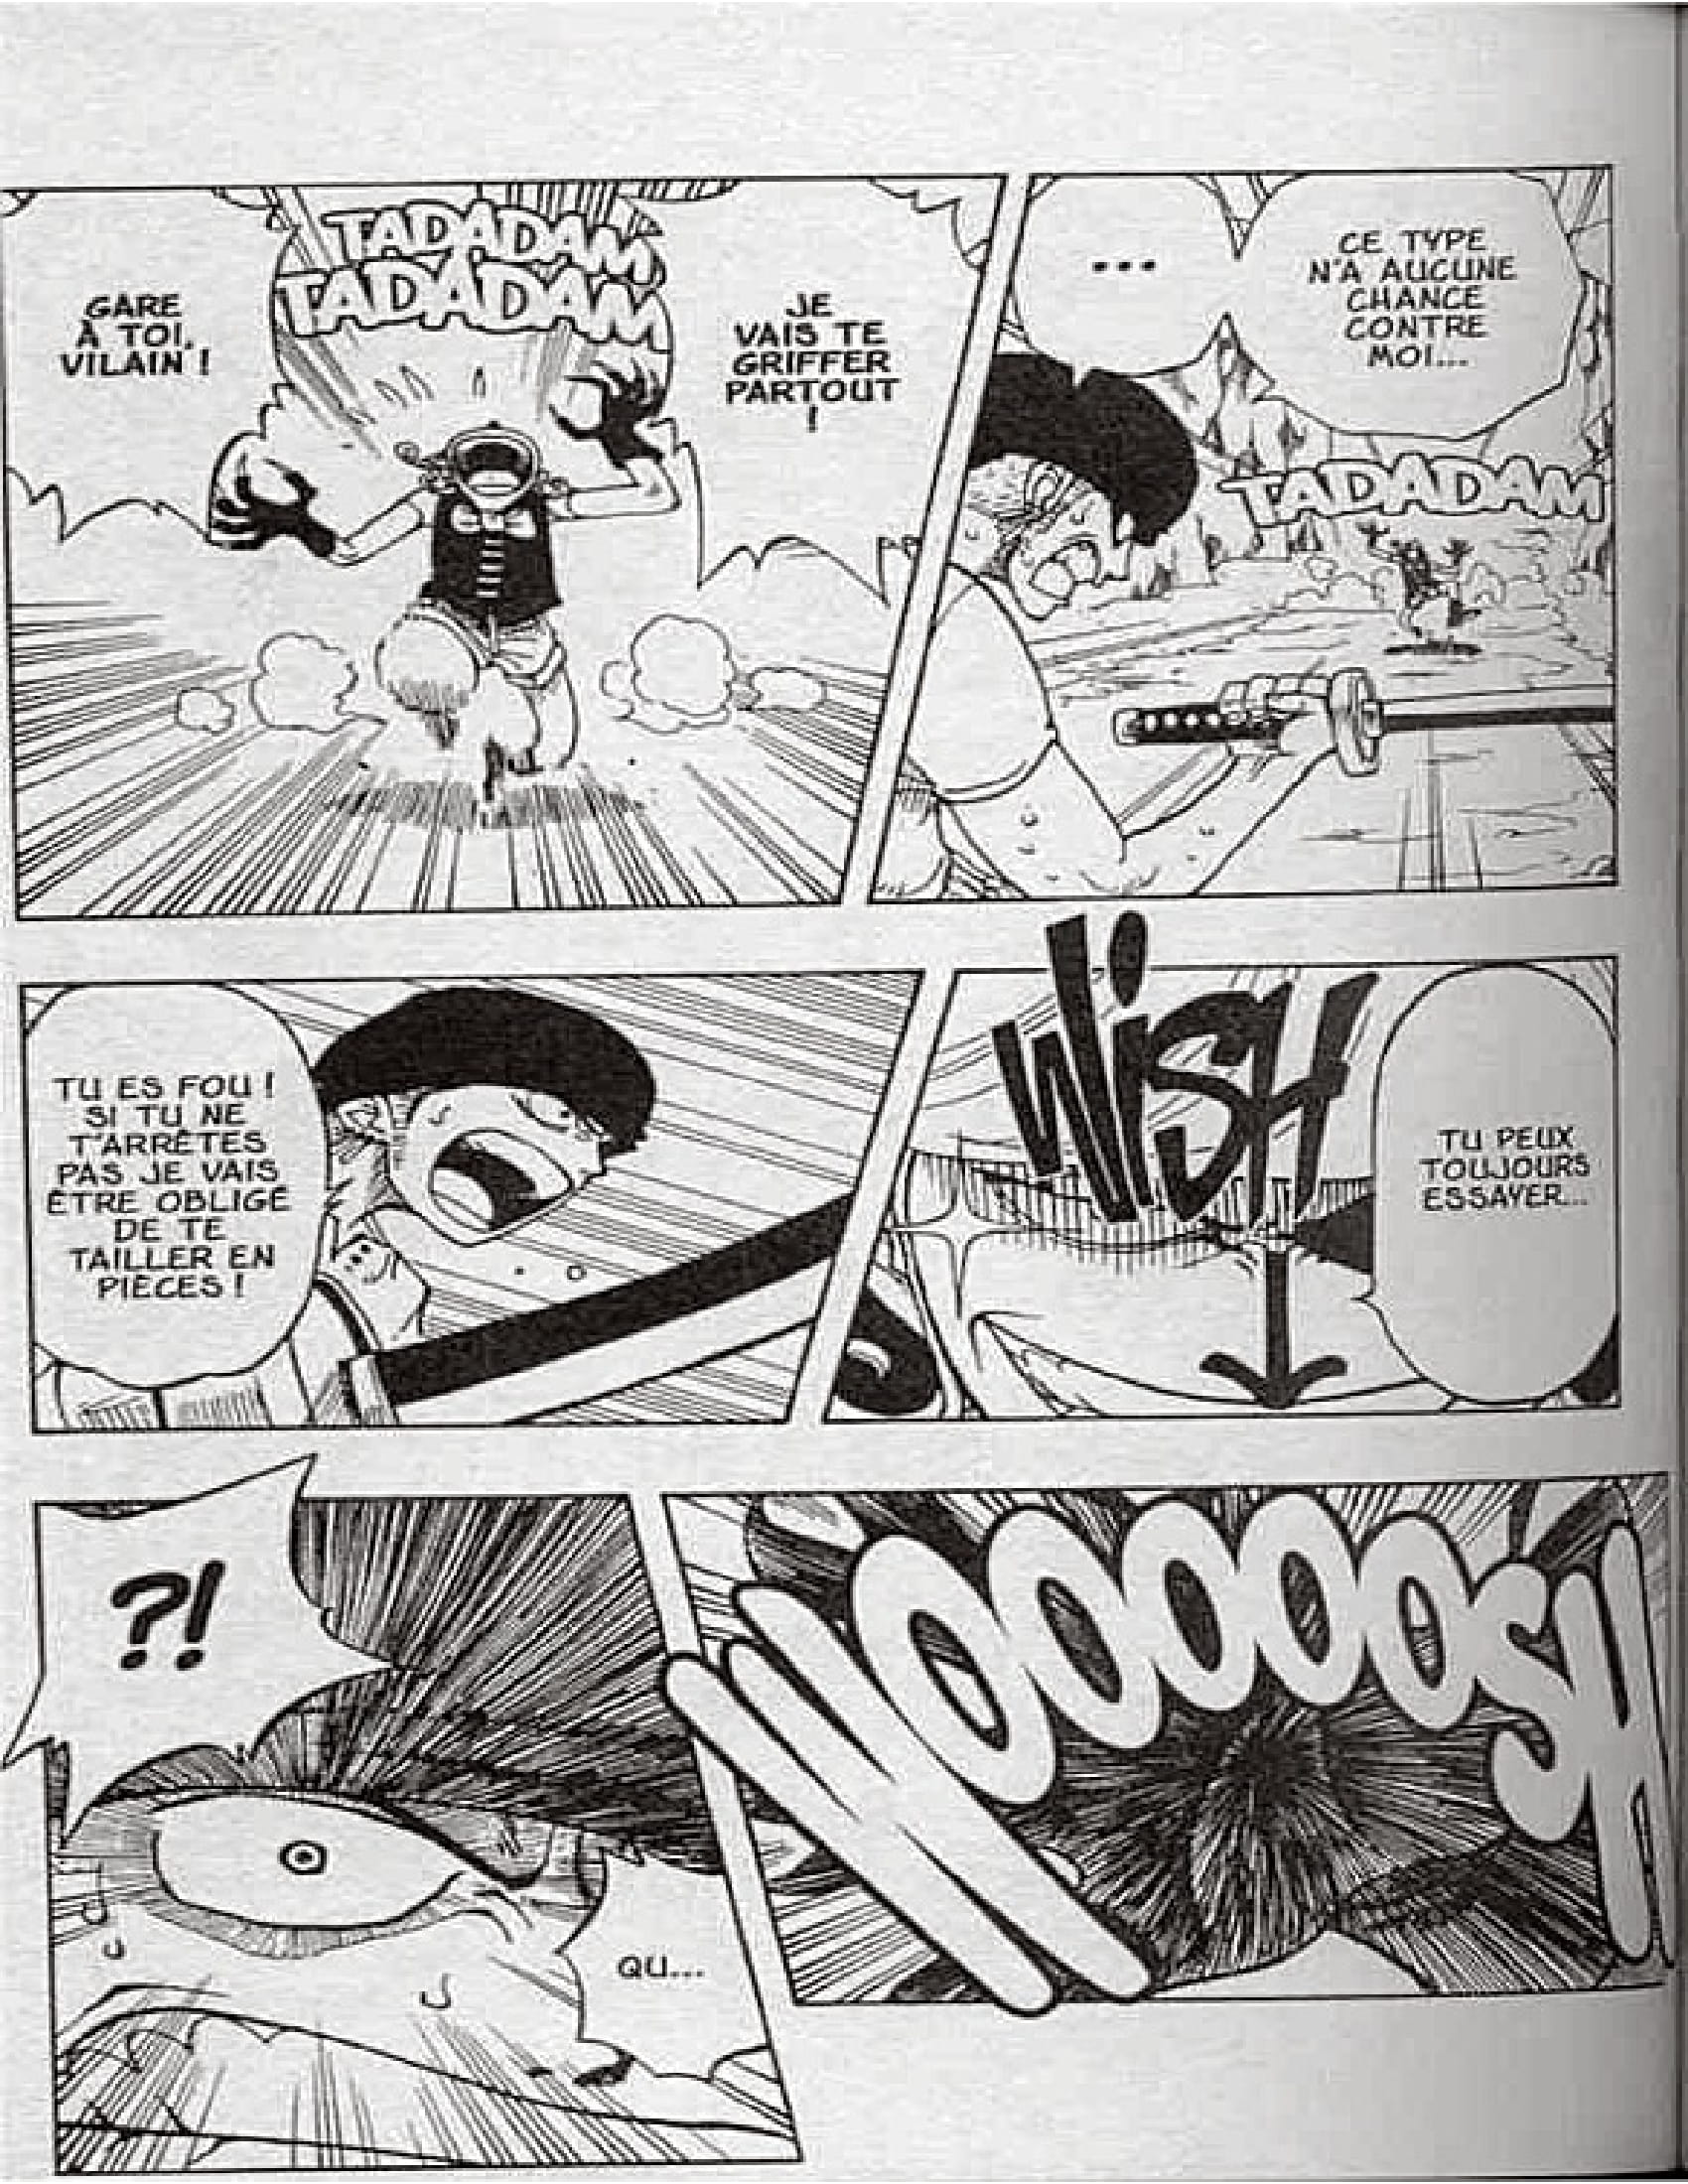 CE TYPE
N'A AUCUNE
CHANCE
CONTRE
MOI...
...
TADADAM
JE
VAIS TE
GRIFFER
PARTOUT
!
TADADAM
TADADAM
GARE
À TOI,
VILAIN !
TU PEUX
TOUJOURS
ESSAYER...
WISH
TU ES FOU !
SI TU NE
T'ARRÊTES
PAS JE VAIS
ÊTRE OBLIGÉ
DE TE
TAILLER EN
PIÈCES !
WOOOOOSH
QU...
?!